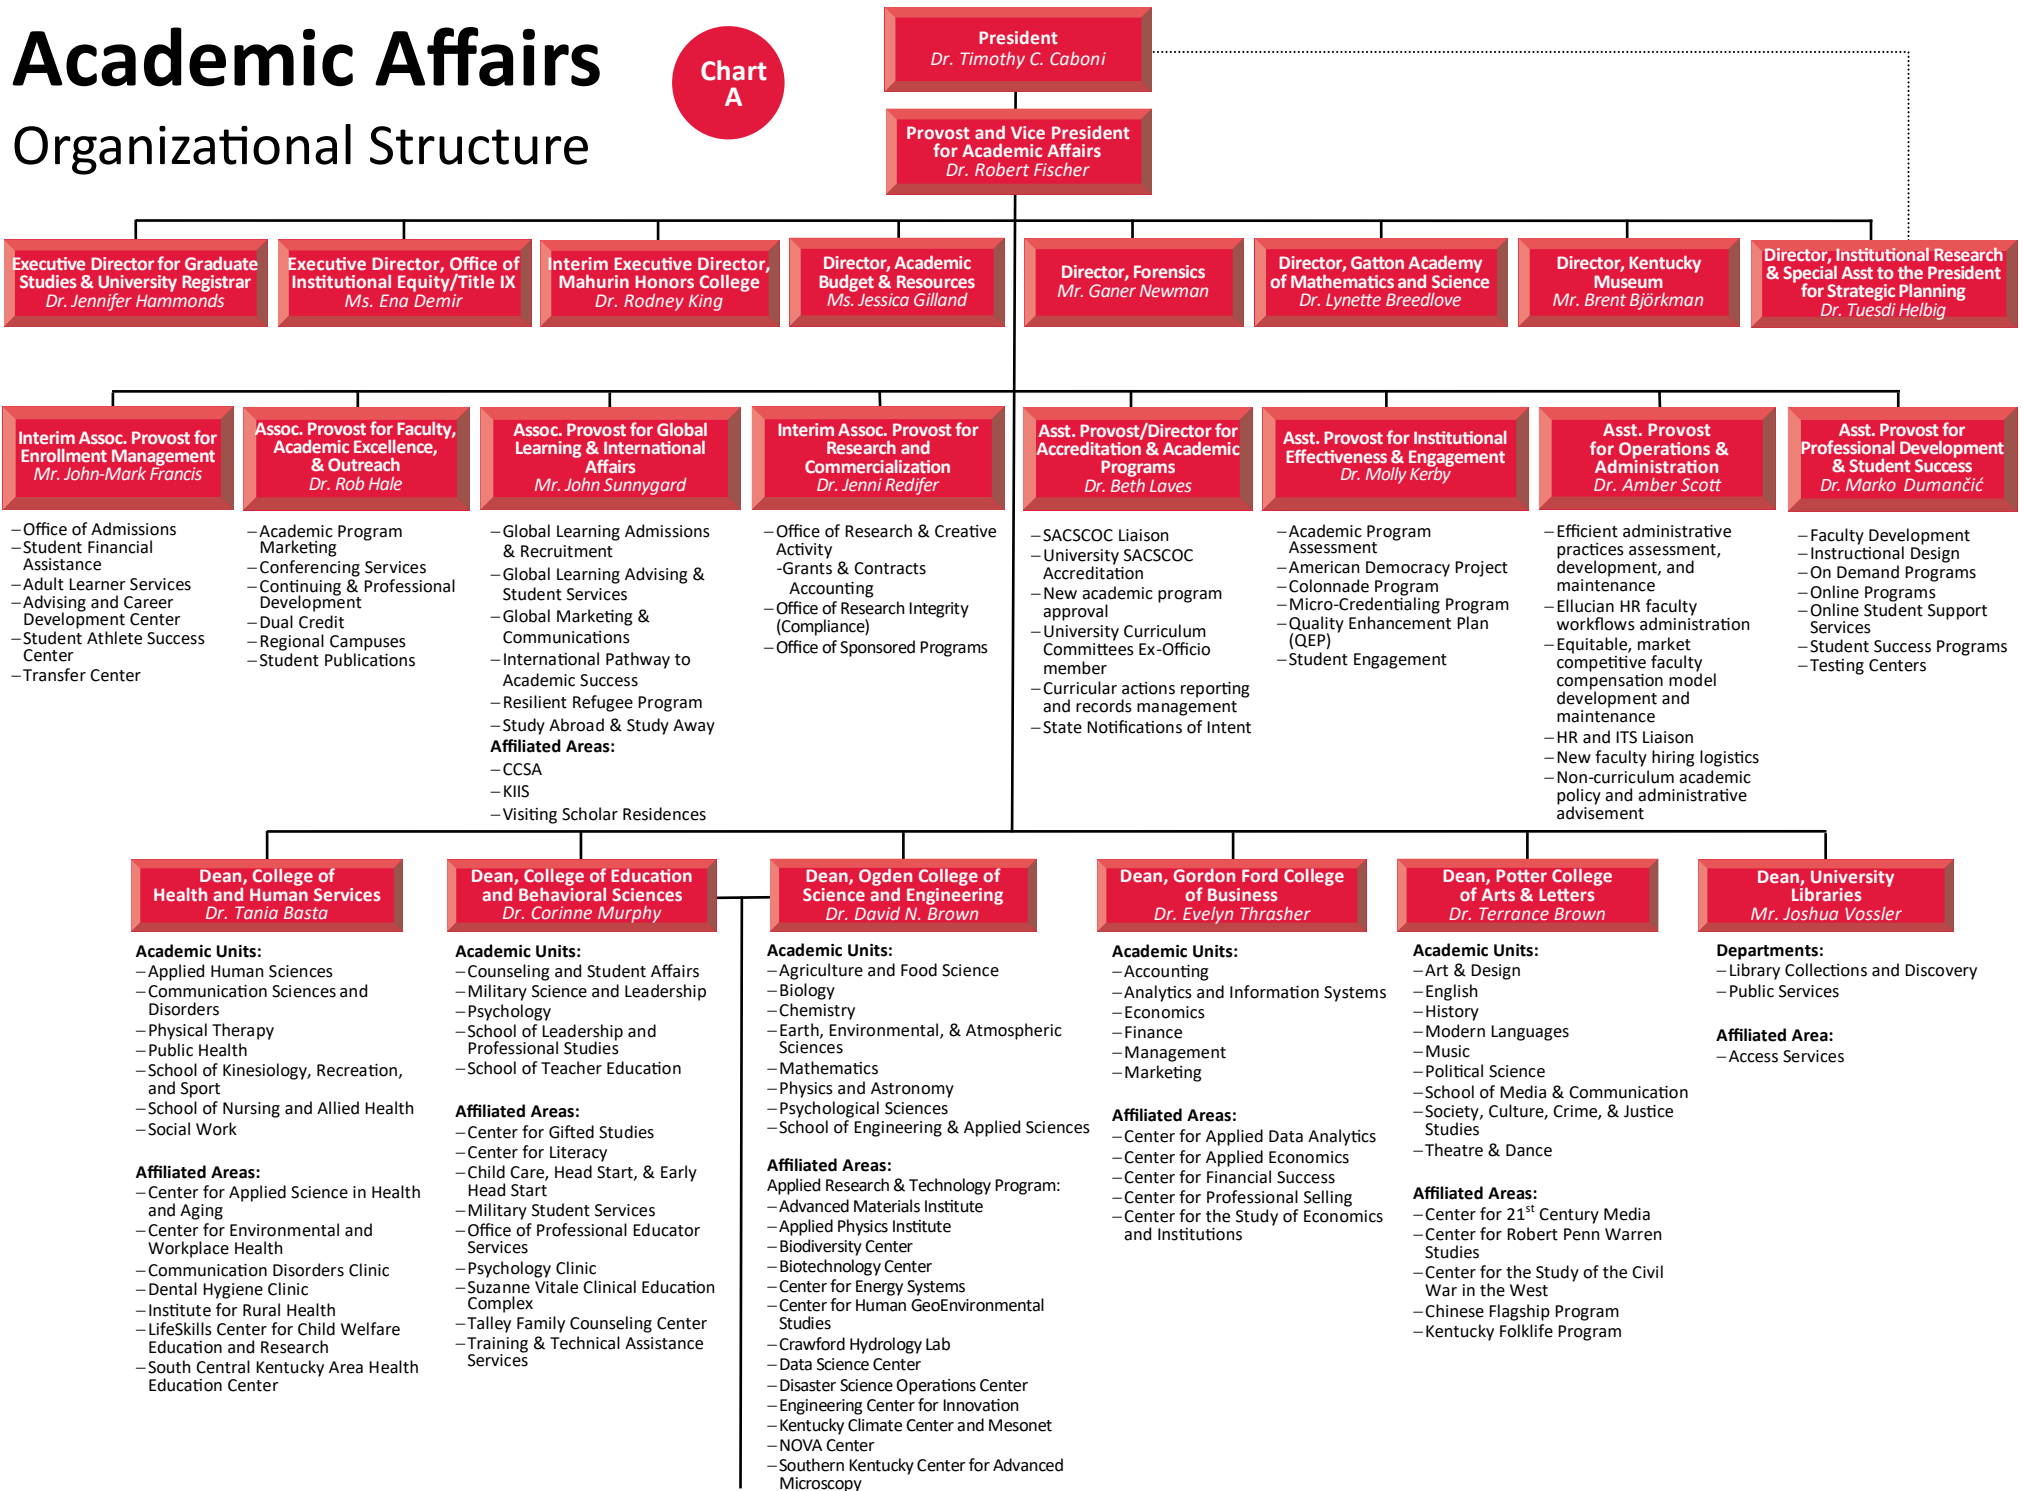 Academic Affairs
Organizational Structure
Chart
A
President
Dr. Timothy C. Caboni
Provost and Vice President
for Academic Affairs
Dr. Robert Fischer
Executive Director for Graduate
Studies & University Registrar
Dr. Jennifer Hammonds
Executive Director, Office of
Institutional Equity/Title IX
Ms. Ena Demir
Interim Executive Director,
Mahurin Honors College
Dr. Rodney King
Director, Academic
Budget & Resources
Ms. Jessica Gilland
Director, Forensics
Mr. Ganer Newman
Director, Gatton Academy
of Mathematics and Science
Dr. Lynette Breedlove
Director, Kentucky
Museum
Mr. Brent Björkman
Director, Institutional Research
& Special Asst to the President
for Strategic Planning
Dr. Tuesdi Helbig
Interim Assoc. Provost for
Enrollment Management
Mr. John-Mark Francis
–Office of Admissions
–Student Financial
Assistance
–Adult Learner Services
–Advising and Career
Development Center
–Student Athlete Success
Center
–Transfer Center
Assoc. Provost for Faculty,
Academic Excellence,
& Outreach
Dr. Rob Hale
–Academic Program
Marketing
–Conferencing Services
–Continuing & Professional
Development
–Dual Credit
–Regional Campuses
–Student Publications
Assoc. Provost for Global
Learning & International
Affairs
Mr. John Sunnygard
–Global Learning Admissions
& Recruitment
–Global Learning Advising &
Student Services
–Global Marketing &
Communications
–International Pathway to
Academic Success
–Resilient Refugee Program
–Study Abroad & Study Away
Affiliated Areas:
–CCSA
–KIIS
–Visiting Scholar Residences
Interim Assoc. Provost for
Research and
Commercialization
Dr. Jenni Redifer
–Office of Research & Creative
Activity
-Grants & Contracts
Accounting
–Office of Research Integrity
(Compliance)
–Office of Sponsored Programs
Asst. Provost/Director for
Accreditation & Academic
Programs
Dr. Beth Laves
–SACSCOC Liaison
–University SACSCOC
Accreditation
–New academic program
approval
–University Curriculum
Committees Ex-Officio
member
–Curricular actions reporting
and records management
–State Notifications of Intent
Asst. Provost for Institutional
Effectiveness & Engagement
Dr. Molly Kerby
–Academic Program
Assessment
–American Democracy Project
–Colonnade Program
–Micro-Credentialing Program
–Quality Enhancement Plan
(QEP)
–Student Engagement
Asst. Provost
for Operations &
Administration
Dr. Amber Scott
–Efficient administrative
practices assessment,
development, and
maintenance
–Ellucian HR faculty
workflows administration
–Equitable, market
competitive faculty
compensation model
development and
maintenance
–HR and ITS Liaison
–New faculty hiring logistics
–Non-curriculum academic
policy and administrative
advisement
Asst. Provost for
Professional Development
& Student Success
Dr. Marko Dumančić
–Faculty Development
–Instructional Design
–On Demand Programs
–Online Programs
–Online Student Support
Services
–Student Success Programs
–Testing Centers
Dean, College of
Health and Human Services
Dr. Tania Basta
Academic Units:
–Applied Human Sciences
–Communication Sciences and
Disorders
–Physical Therapy
–Public Health
–School of Kinesiology, Recreation,
and Sport
–School of Nursing and Allied Health
–Social Work
Affiliated Areas:
–Center for Applied Science in Health
and Aging
–Center for Environmental and
Workplace Health
–Communication Disorders Clinic
–Dental Hygiene Clinic
–Institute for Rural Health
–LifeSkills Center for Child Welfare
Education and Research
–South Central Kentucky Area Health
Education Center
Dean, College of Education
and Behavioral Sciences
Dr. Corinne Murphy
Academic Units:
–Counseling and Student Affairs
–Military Science and Leadership
–Psychology
–School of Leadership and
Professional Studies
–School of Teacher Education
Affiliated Areas:
–Center for Gifted Studies
–Center for Literacy
–Child Care, Head Start, & Early
Head Start
–Military Student Services
–Office of Professional Educator
Services
–Psychology Clinic
–Suzanne Vitale Clinical Education
Complex
–Talley Family Counseling Center
–Training & Technical Assistance
Services
Dean, Ogden College of
Science and Engineering
Dr. David N. Brown
Academic Units:
–Agriculture and Food Science
–Biology
–Chemistry
–Earth, Environmental, & Atmospheric
Sciences
–Mathematics
–Physics and Astronomy
–Psychological Sciences
–School of Engineering & Applied Sciences
Affiliated Areas:
Applied Research & Technology Program:
–Advanced Materials Institute
–Applied Physics Institute
–Biodiversity Center
–Biotechnology Center
–Center for Energy Systems
–Center for Human GeoEnvironmental
Studies
–Crawford Hydrology Lab
–Data Science Center
–Disaster Science Operations Center
–Engineering Center for Innovation
–Kentucky Climate Center and Mesonet
–NOVA Center
–Southern Kentucky Center for Advanced
Microscopy
Dean, Gordon Ford College
of Business
Dr. Evelyn Thrasher
Academic Units:
–Accounting
–Analytics and Information Systems
–Economics
–Finance
–Management
–Marketing
Affiliated Areas:
–Center for Applied Data Analytics
–Center for Applied Economics
–Center for Financial Success
–Center for Professional Selling
–Center for the Study of Economics
and Institutions
Dean, Potter College
of Arts & Letters
Dr. Terrance Brown
Academic Units:
–Art & Design
–English
–History
–Modern Languages
–Music
–Political Science
–School of Media & Communication
–Society, Culture, Crime, & Justice
Studies
–Theatre & Dance
Affiliated Areas:
–Center for 21st Century Media
–Center for Robert Penn Warren
Studies
–Center for the Study of the Civil
War in the West
–Chinese Flagship Program
–Kentucky Folklife Program
Dean, University
Libraries
Mr. Joshua Vossler
Departments:
–Library Collections and Discovery
–Public Services
Affiliated Area:
–Access Services